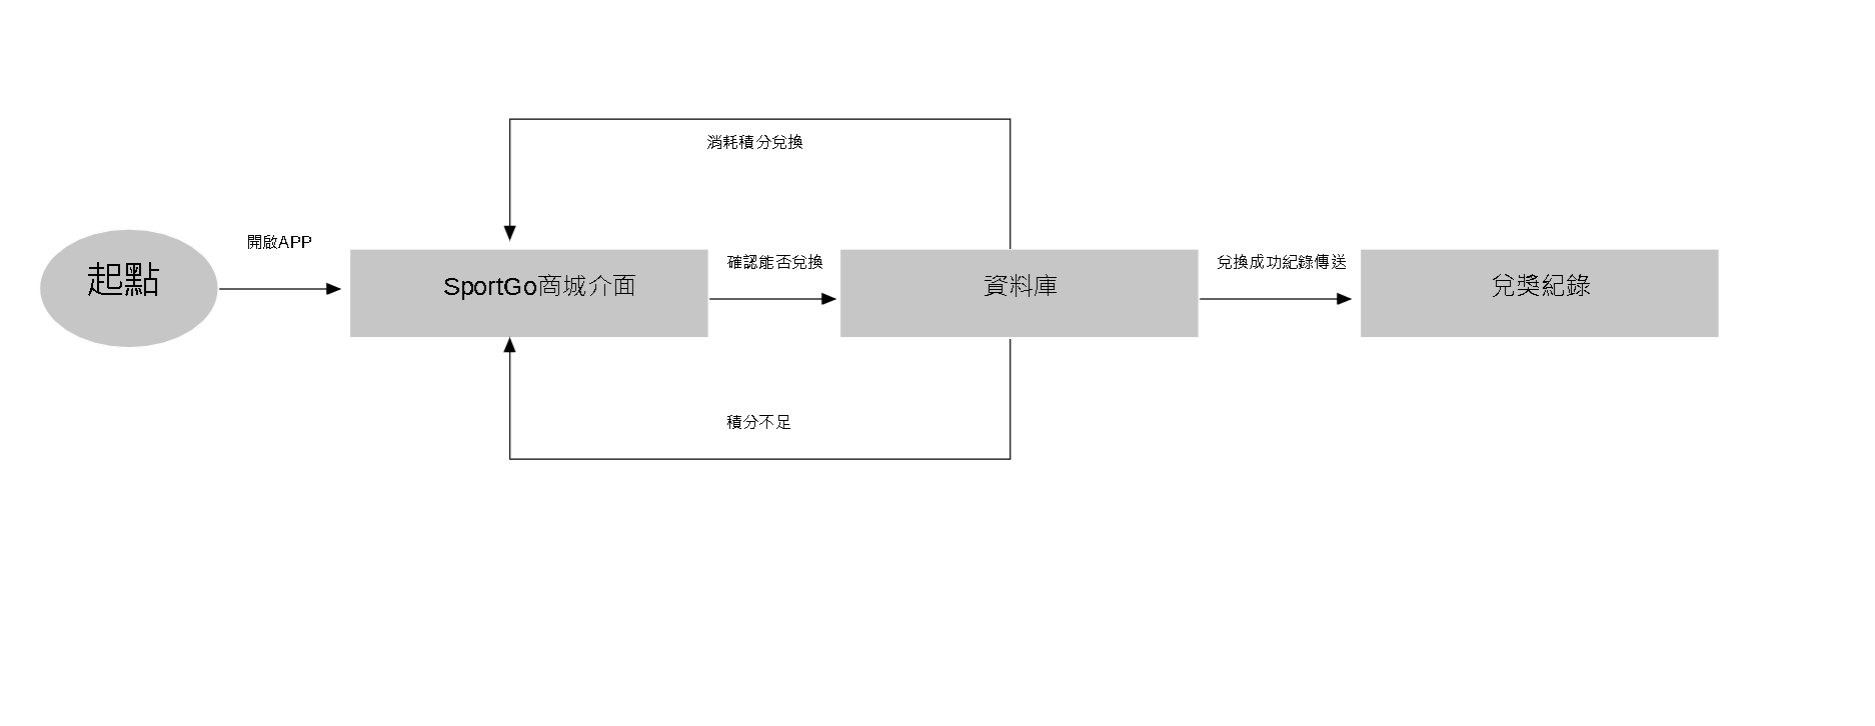 消耗積分兌換
開啟APP
確認能否兌換
兌換成功紀錄傳送
起點
SportGo商城介面
資料庫
兌獎紀錄
積分不足